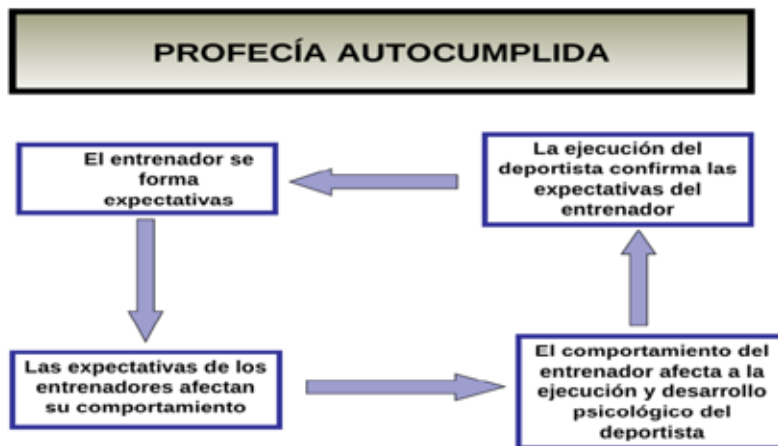 PROFECÍA AUTOCUMPLIDA
El entrenador se
forma
expectativas
La ejecución del
deportista confirma las
expectativas del
entrenador
Las expectativas de los
entrenadores afectan
su comportamiento
El comportamiento del
entrenador afecta a la
ejecución y desarrollo
psicológico del
deportista